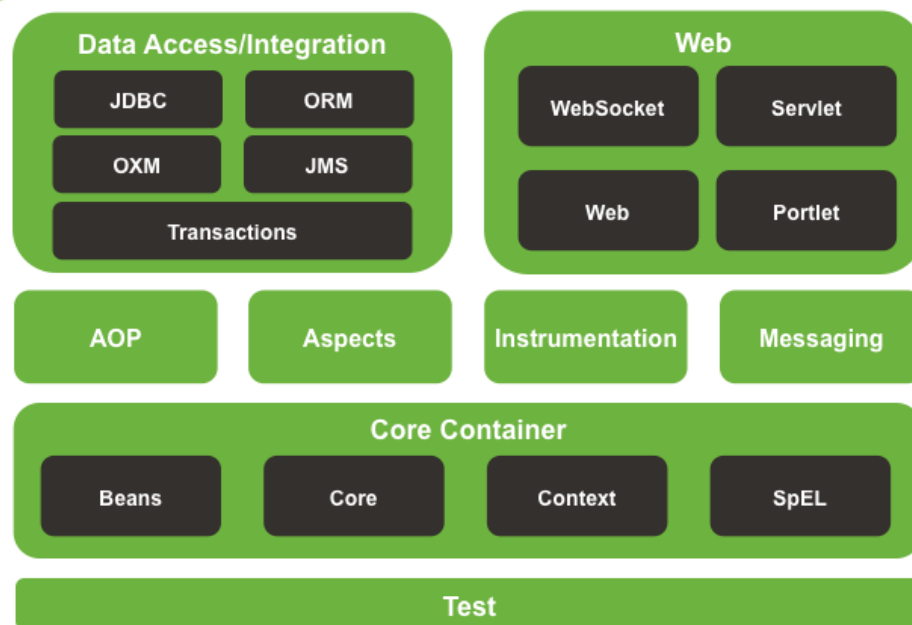 Data Access/Integration
JDBC
ORM
OXM
JMS
Transactions
Web
WebSocket
Servlet
Web
Portlet
AOP
Aspects
Instrumentation
Messaging
Core Container
Beans
Core
Context
SpEL
Test